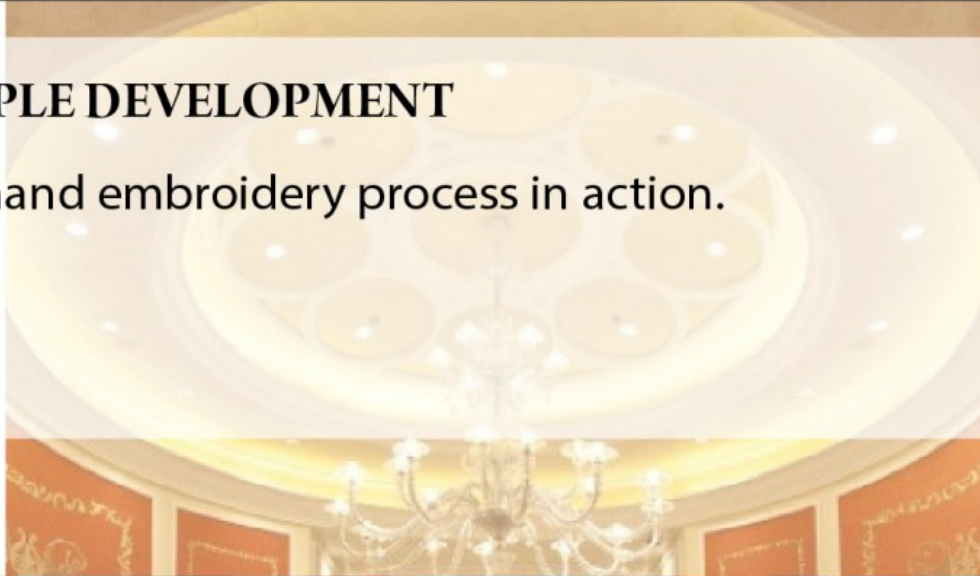 PLE DEVELOPMENT
and embroidery process in action.